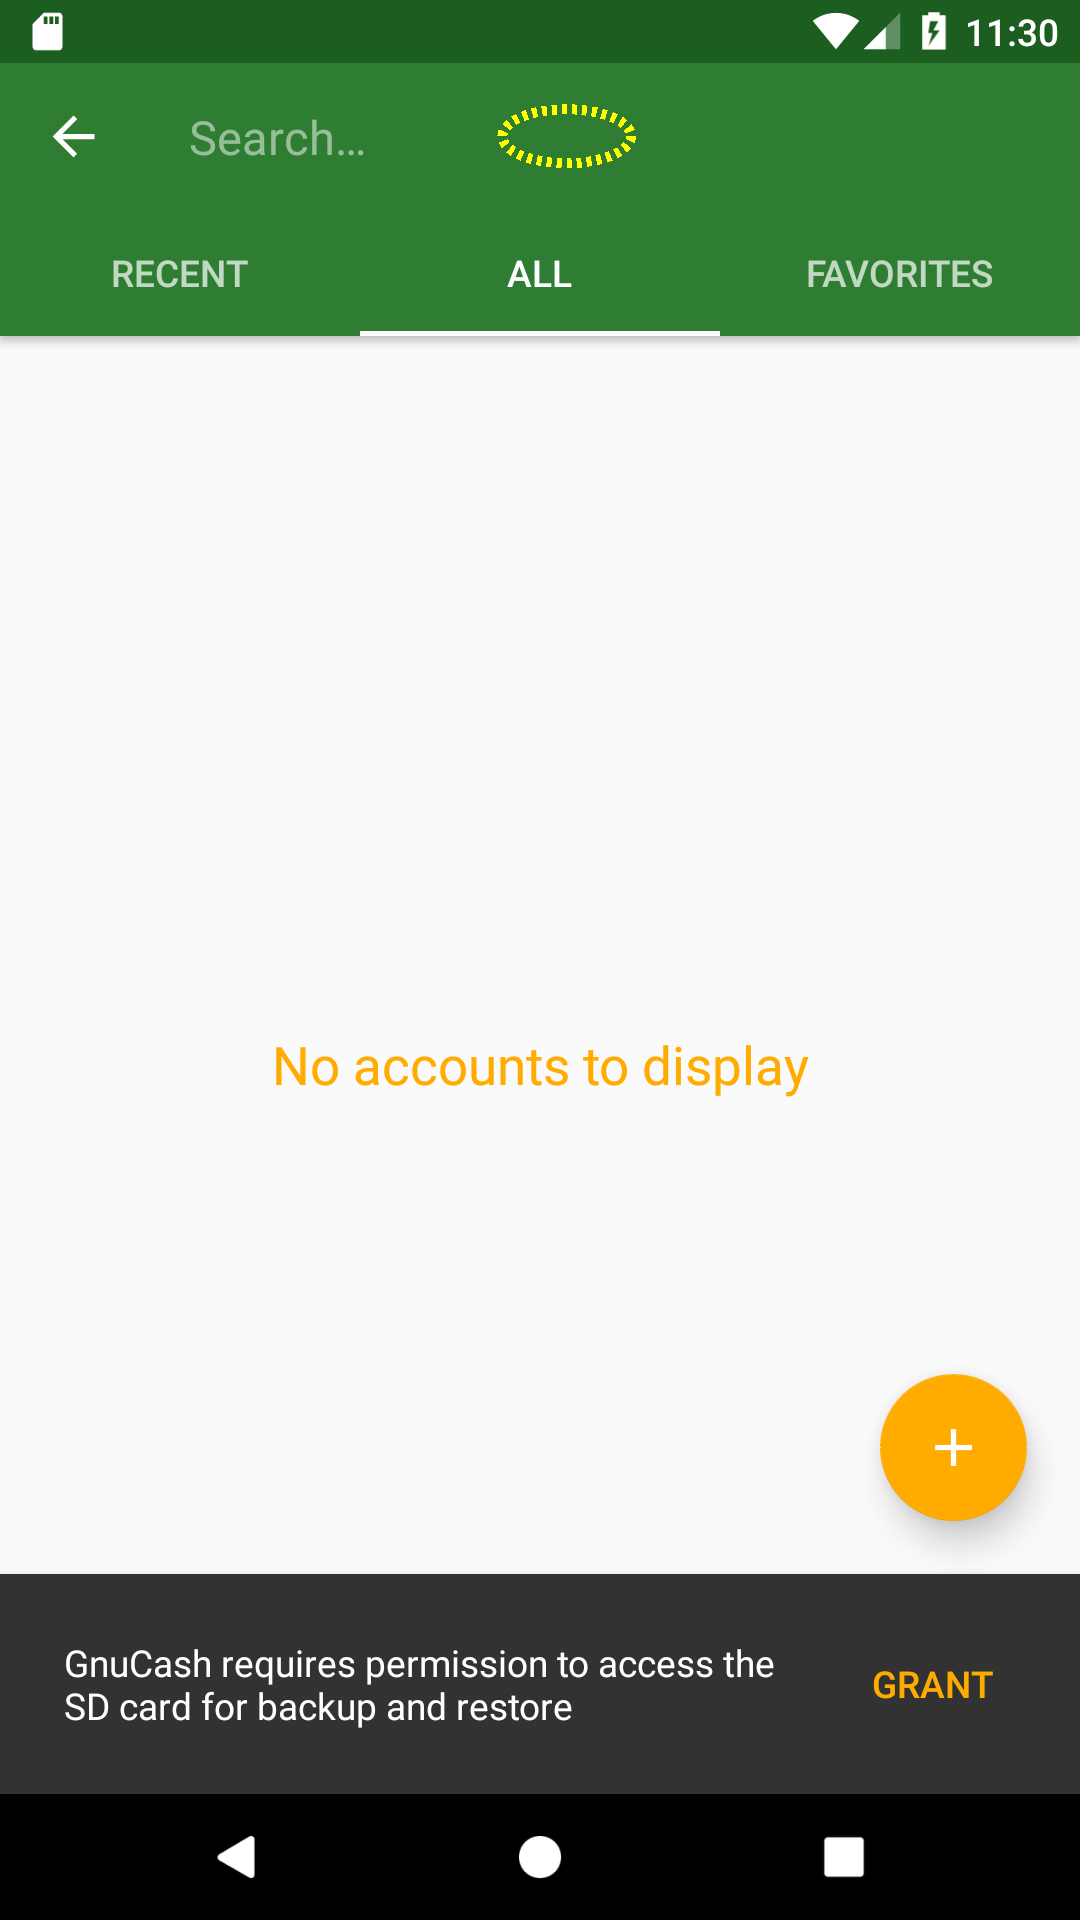 11:30
Search…
RECENT
ALL
FAVORITES
No accounts to display
GnuCash requires permission to access the
SD card for backup and restore
GRANT